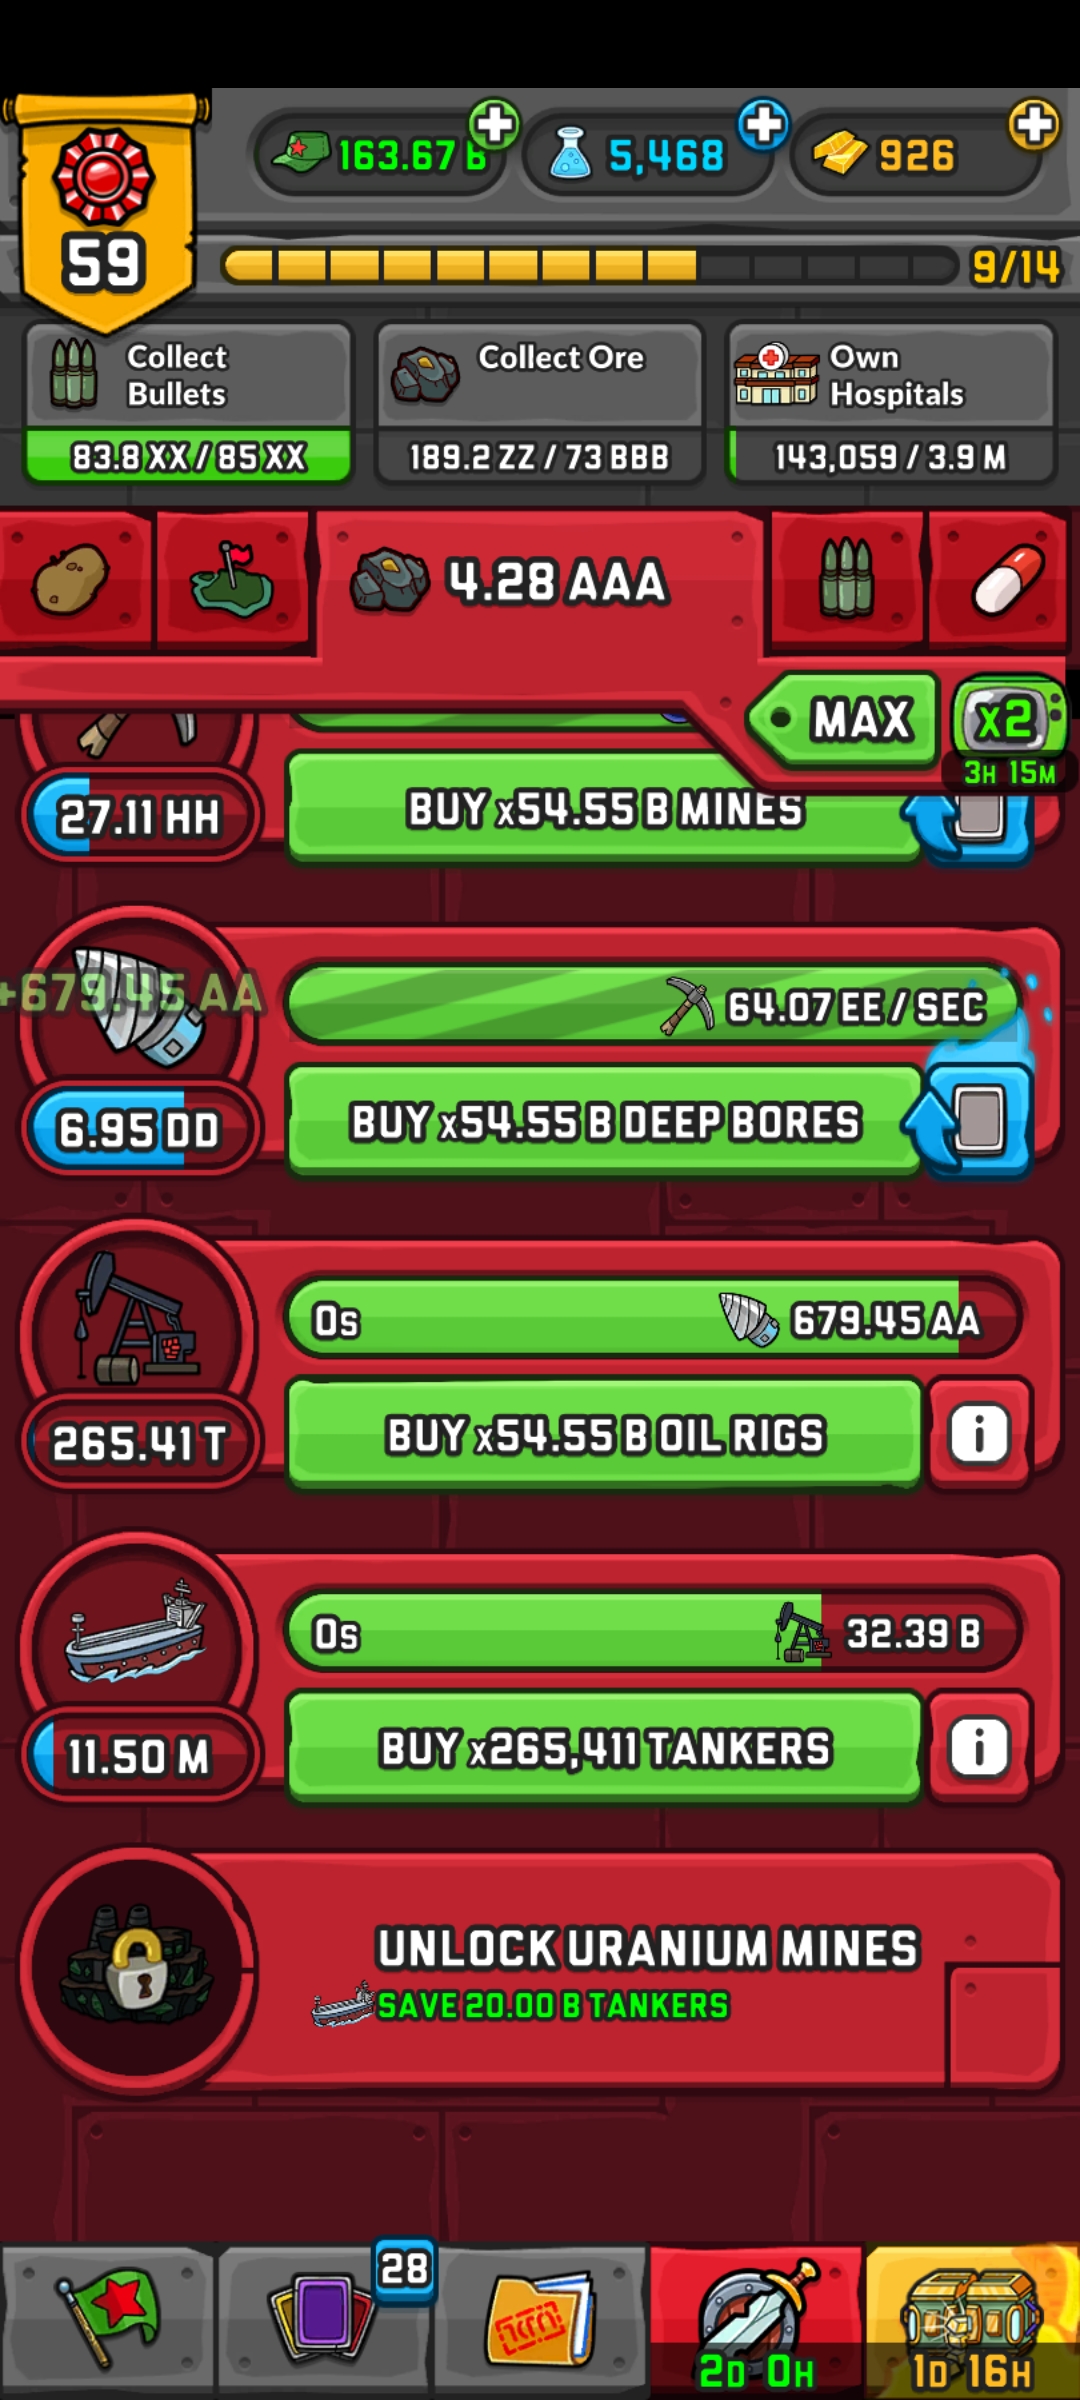 163.67 B
5,468
926
59
9/14
Collect Bullets
83.8 XX / 85 XX
Collect Ore
189.2 ZZ / 73 BBB
Own Hospitals
143,059 / 3.9 M
4.28 AAA
MAX
x2
3H 15M
27.11 HH
BUY x54.55 B MINES
+679.45 AA
64.07 EE / SEC
6.95 DD
BUY x54.55 B DEEP BORES
0s
679.45 AA
265.41 T
BUY x54.55 B OIL RIGS
i
0s
32.39 B
11.50 M
BUY x265,411 TANKERS
i
UNLOCK URANIUM MINES
SAVE 20.00 B TANKERS
28
2D 0H
1D 16H